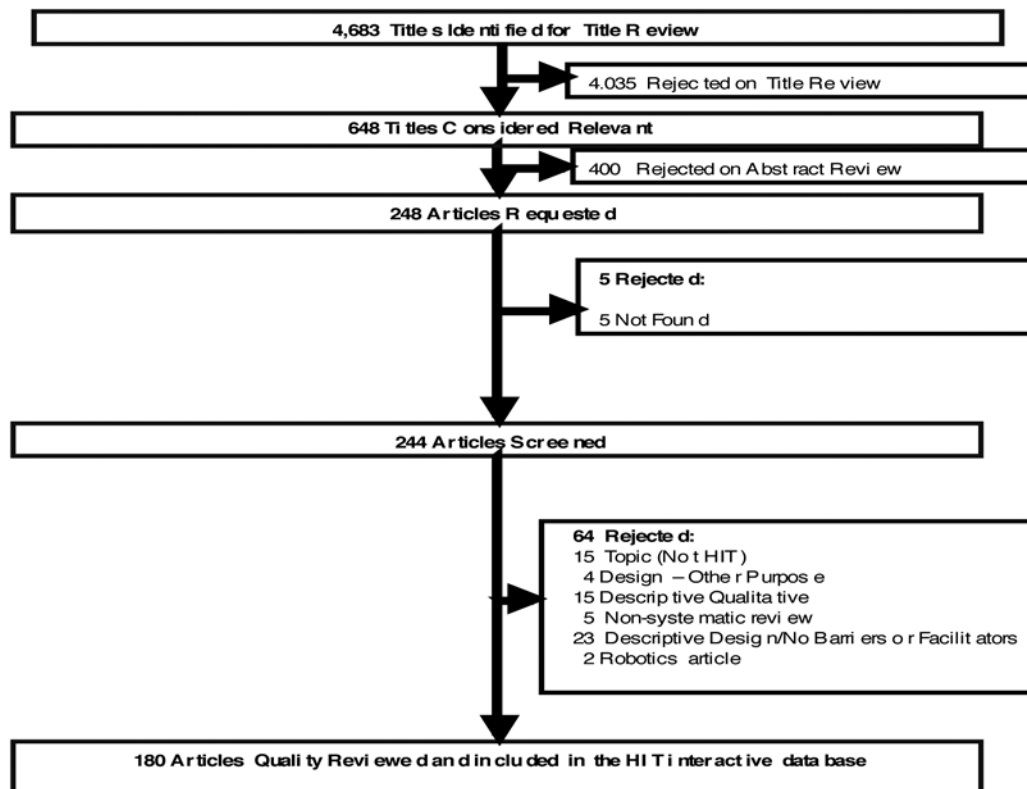 4,683 Titles Identified for Title Review
4.035 Rejected on Title Review
648 Titles Considered Relevant
400 Rejected on Abstract Review
248 Articles Requested
5 Rejected:
5 Not Found
244 Articles Screened
64 Rejected:
15 Topic (Not HIT)
4 Design – Other Purpose
15 Descriptive Qualitative
5 Non-systematic review
23 Descriptive Design/No Barriers or Facilitators
2 Robotics article
180 Articles Quality Reviewed and included in the HIT interactive database